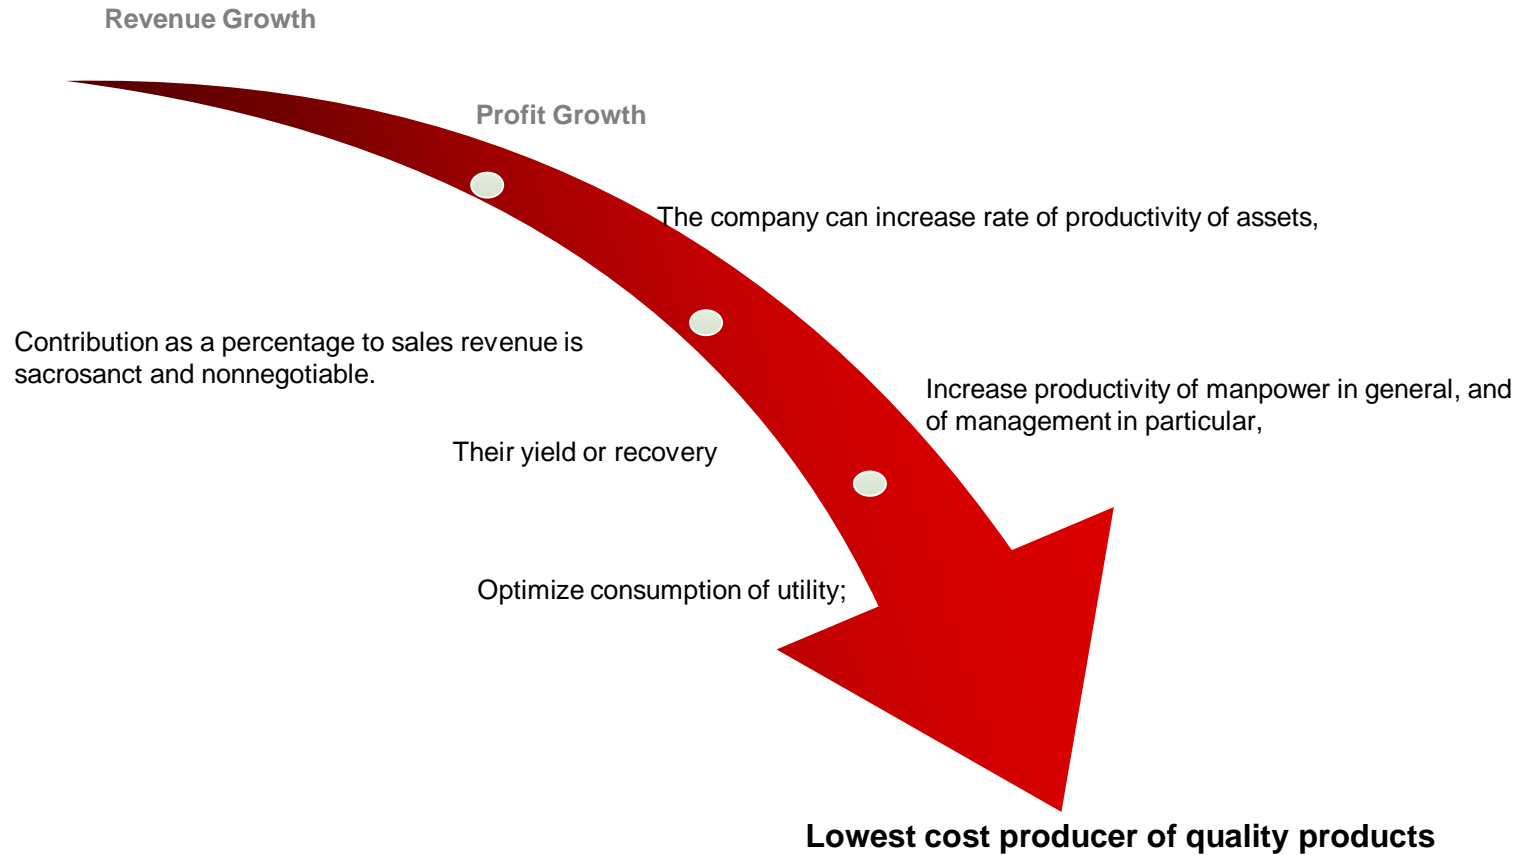 Revenue Growth
Profit Growth
The company can increase rate of productivity of assets,
Contribution as a percentage to sales revenue is
sacrosanct and nonnegotiable.
Increase productivity of manpower in general, and
of management in particular,
Their yield or recovery
Optimize consumption of utility;
Lowest cost producer of quality products